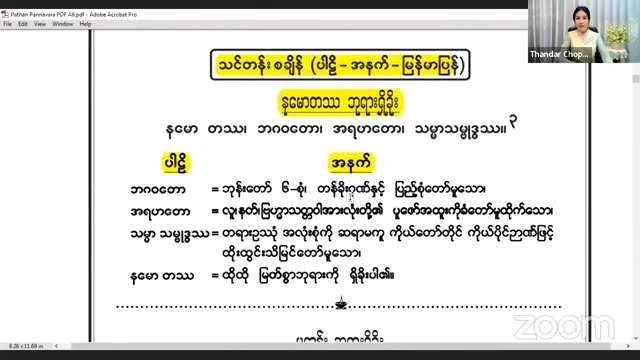 Pathan Pannavara PDF All.pdf - Adobe Acrobat Pro
File Edit View Window Help
Thandar Chop...
သင်တန်းစချိန် (ပါဠိ – အနက် – မြန်မာပြန်)
နမောတဿ ဘုရားရှိခိုး
နမော တဿ၊ ဘဂဝတော၊ အရဟတော၊ သမ္မာသမ္ဗုဒ္ဓဿ။ ၃
ပါဠိ အနက်
ဘဂဝတော = ဘုန်းတော် ၆-စုံ၊ တန်ခိုးဂုဏ်နှင့် ပြည့်စုံတော်မူသော၊
အရဟတော = လူ၊ နတ်၊ ဗြဟ္မာသတ္တဝါအားလုံးတို့၏ ပူဇော်အထူးကိုခံတော်မူထိုက်သော၊
သမ္မာ သမ္ဗုဒ္ဓဿ = တရားဥဿုံ အလုံးစုံကို ဆရာမကူ ကိုယ်တော်တိုင် ကိုယ်ပိုင်ဉာဏ်ဖြင့်
ထိုးထွင်းသိမြင်တော်မူသော၊
နမော တဿ = ထိုထို မြတ်စွာဘုရားကို ရှိခိုးပါ၏။
8.26 x 11.69 in
zoom